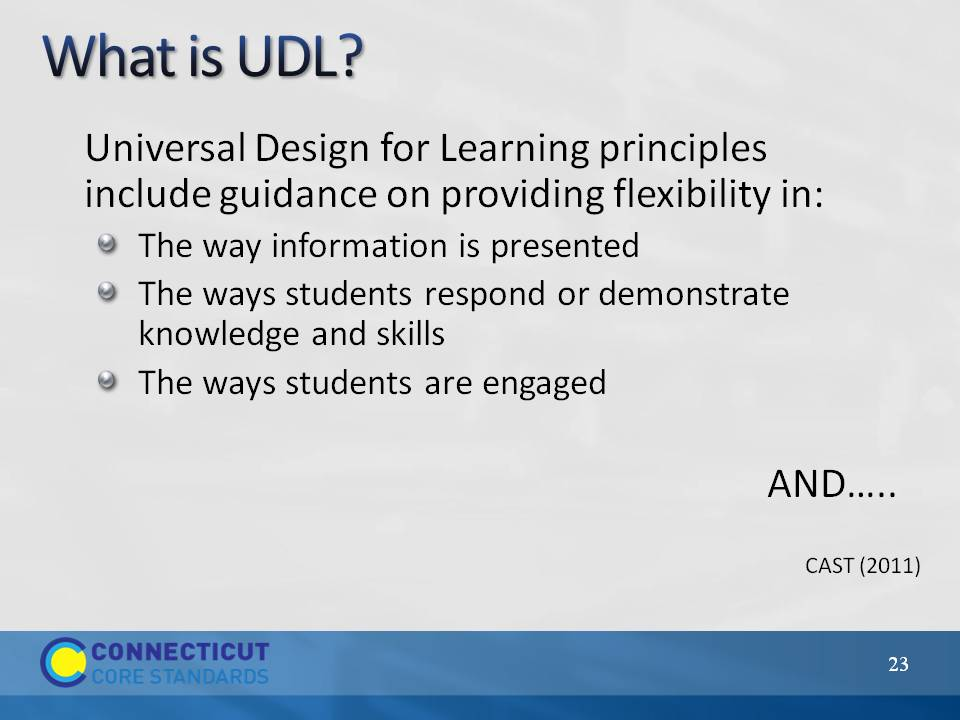 What is UDL?
Universal Design for Learning principles
include guidance on providing flexibility in:
The way information is presented
The ways students respond or demonstrate
knowledge and skills
The ways students are engaged
AND.....
CAST (2011)
CONNECTICUT
CORE STANDARDS
23